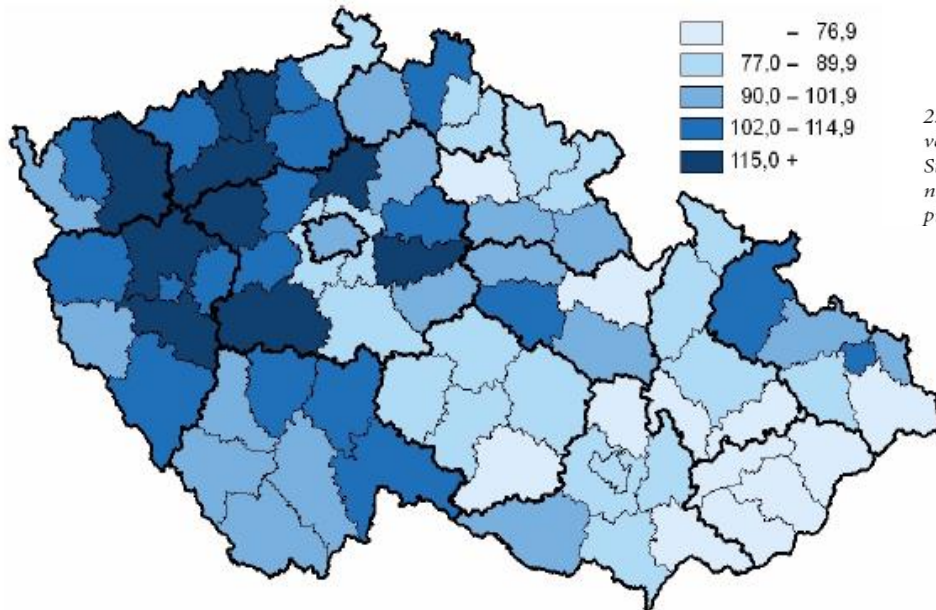 – 76,9
77,0 – 89,9
90,0 – 101,9
102,0 – 114,9
115,0 +